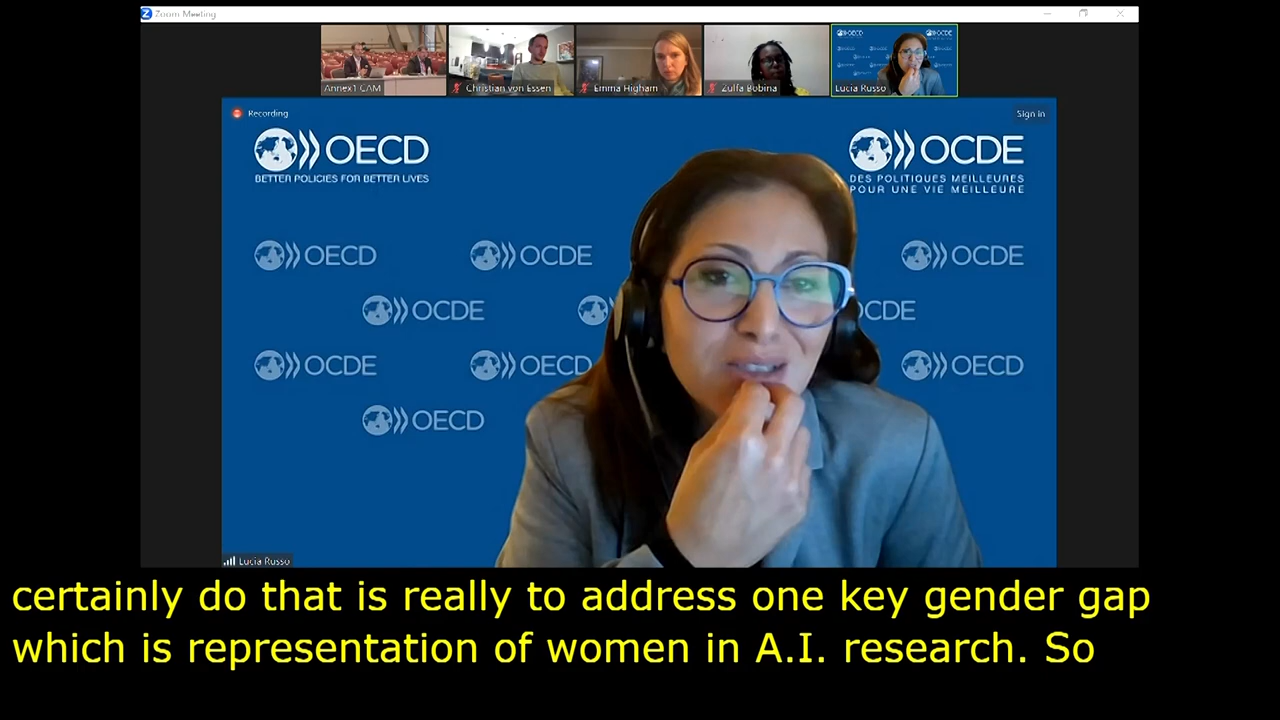 Zoom Meeting
Annex1 CAM
Christian von Essen
Emma Higham
Zulfa Bobina
Lucia Russo
Recording
Sign in
OECD
BETTER POLICIES FOR BETTER LIVES
OCDE
DES POLITIQUES MEILLEURES
POUR UNE VIE MEILLEURE
OECD
OCDE
OCDE
OCDE
OCDE
OCDE
OECD
OECD
OECD
Lucia Russo
certainly do that is really to address one key gender gap
which is representation of women in A.I. research. So